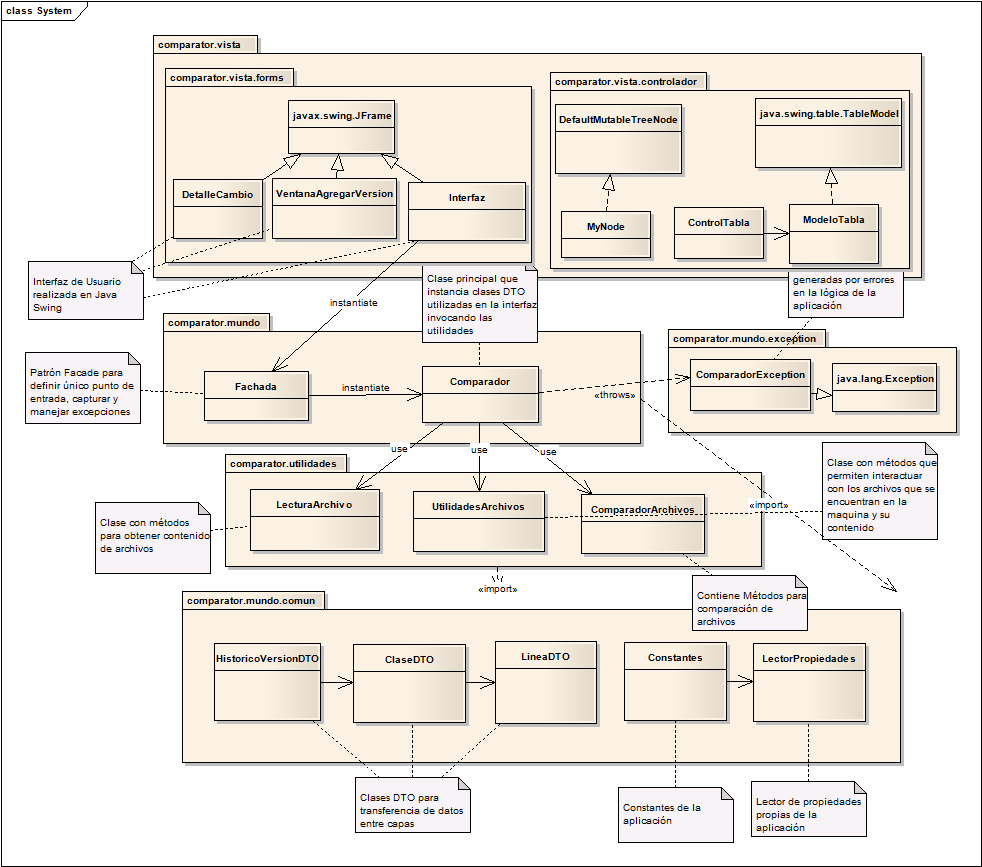 class System
comparator.vista
comparator.vista.forms
javax.swing.JFrame
DetalleCambio
VentanaAgregarVersion
Interfaz
comparator.vista.controlador
DefaultMutableTreeNode
java.swing.table.TableModel
MyNode
ControlTabla
ModeloTabla
Interfaz de Usuario
realizada en Java
Swing
instantiate
Clase principal que
instancia clases DTO
utilizadas en la interfaz
invocando las
utilidades
generadas por errores
en la lógica de la
aplicación
comparator.mundo
Patrón Facade para
definir único punto de
entrada, capturar y
manejar excepciones
Fachada
instantiate
Comparador
«throws»
comparator.mundo.exception
ComparadorException
java.lang.Exception
use
use
use
comparator.utilidades
Clase con métodos
para obtener contenido
de archivos
LecturaArchivo
UtilidadesArchivos
ComparadorArchivos
«import»
Clase con métodos que
permiten interactuar
con los archivos que se
encuentran en la
maquina y su
contenido
«import»
Contiene Métodos para
comparación de
archivos
comparator.mundo.comun
HistoricoVersionDTO
ClaseDTO
LineaDTO
Constantes
LectorPropiedades
Clases DTO para
transferencia de datos
entre capas
Constantes de la
aplicación
Lector de propiedades
propias de la
aplicación